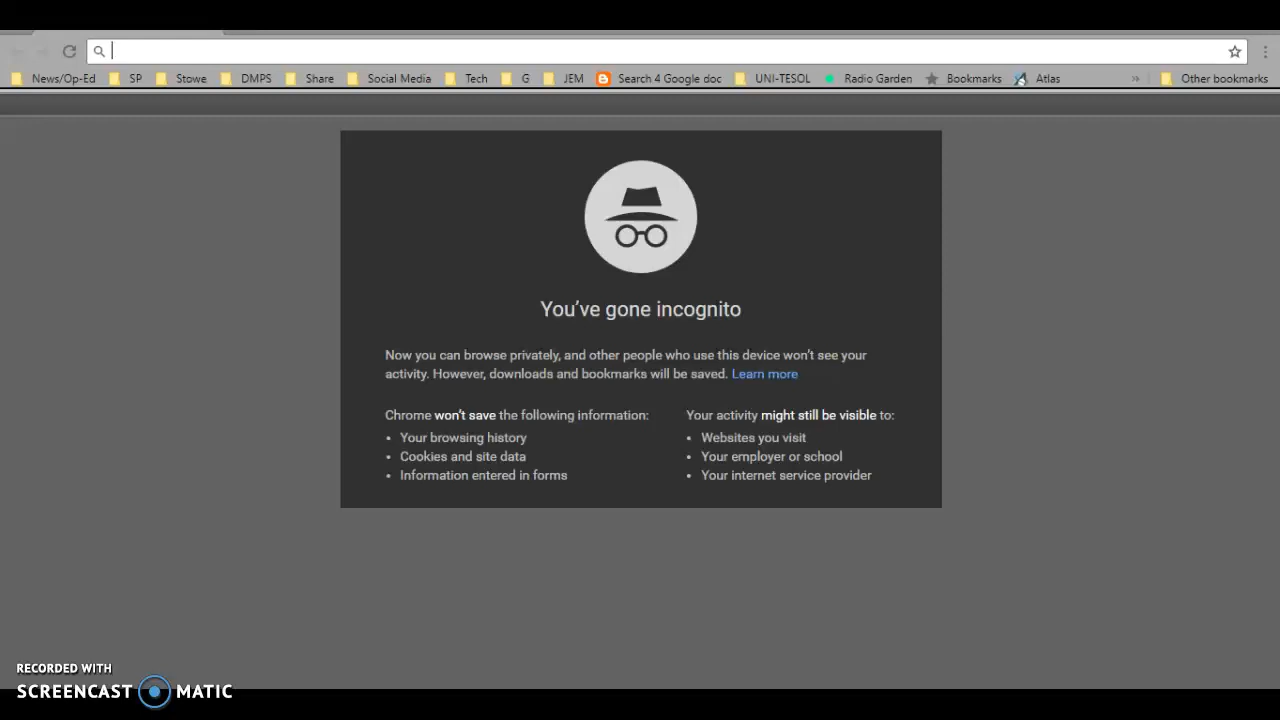 News/Op-Ed SP Stowe DMPS Share Social Media Tech G JEM Search 4 Google doc UNI-TESOL Radio Garden Bookmarks Atlas » Other bookmarks
You've gone incognito
Now you can browse privately, and other people who use this device won't see your
activity. However, downloads and bookmarks will be saved. Learn more
Chrome won't save the following information:
• Your browsing history
• Cookies and site data
• Information entered in forms
Your activity might still be visible to:
• Websites you visit
• Your employer or school
• Your internet service provider
RECORDED WITH
SCREENCAST MATIC